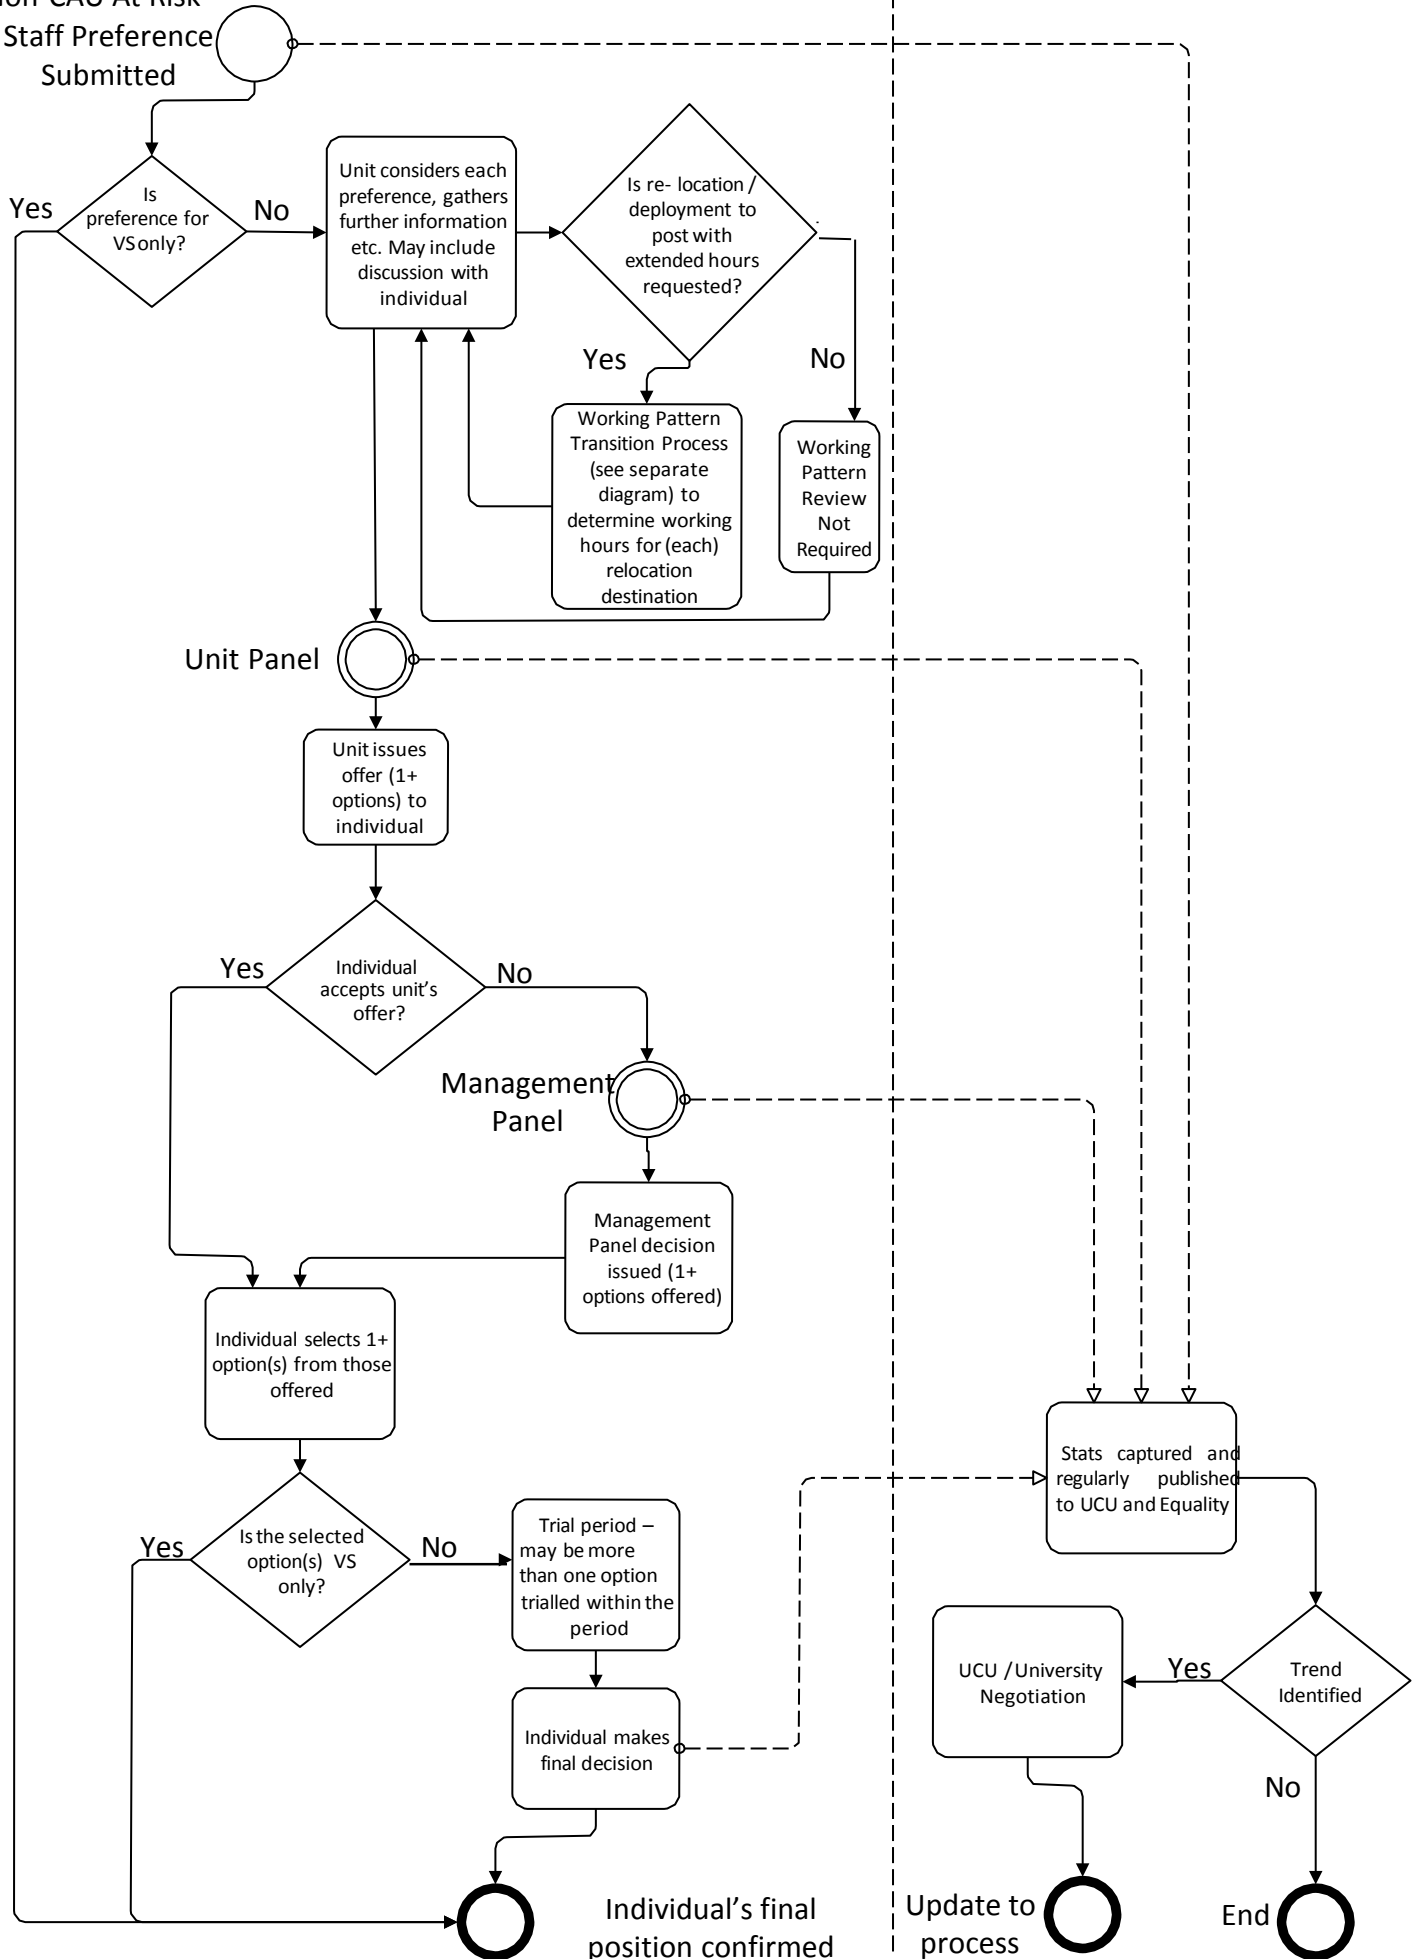 Staff Preference
Submitted
Is
preference for
VS only?
Yes
No
Unit considers each
preference, gathers
further information
etc. May include
discussion with
individual
Is re- location /
deployment to
post with
extended hours
requested?
Yes
No
Working Pattern
Transition Process
(see separate
diagram) to
determine working
hours for (each)
relocation
destination
Working
Pattern
Review
Not
Required
Unit Panel
Unit issues
offer (1+
options) to
individual
Individual
accepts unit's
offer?
Yes
No
Management
Panel
Management
Panel decision
issued (1+
options offered)
Individual selects 1+
option(s) from those
offered
Is the selected
option(s) VS
only?
Yes
No
Trial period –
may be more
than one option
trialled within the
period
Individual makes
final decision
Individual's final
position confirmed
Stats captured and
regularly published
to UCU and Equality
Trend
Identified
Yes
No
UCU / University
Negotiation
Update to
process
End